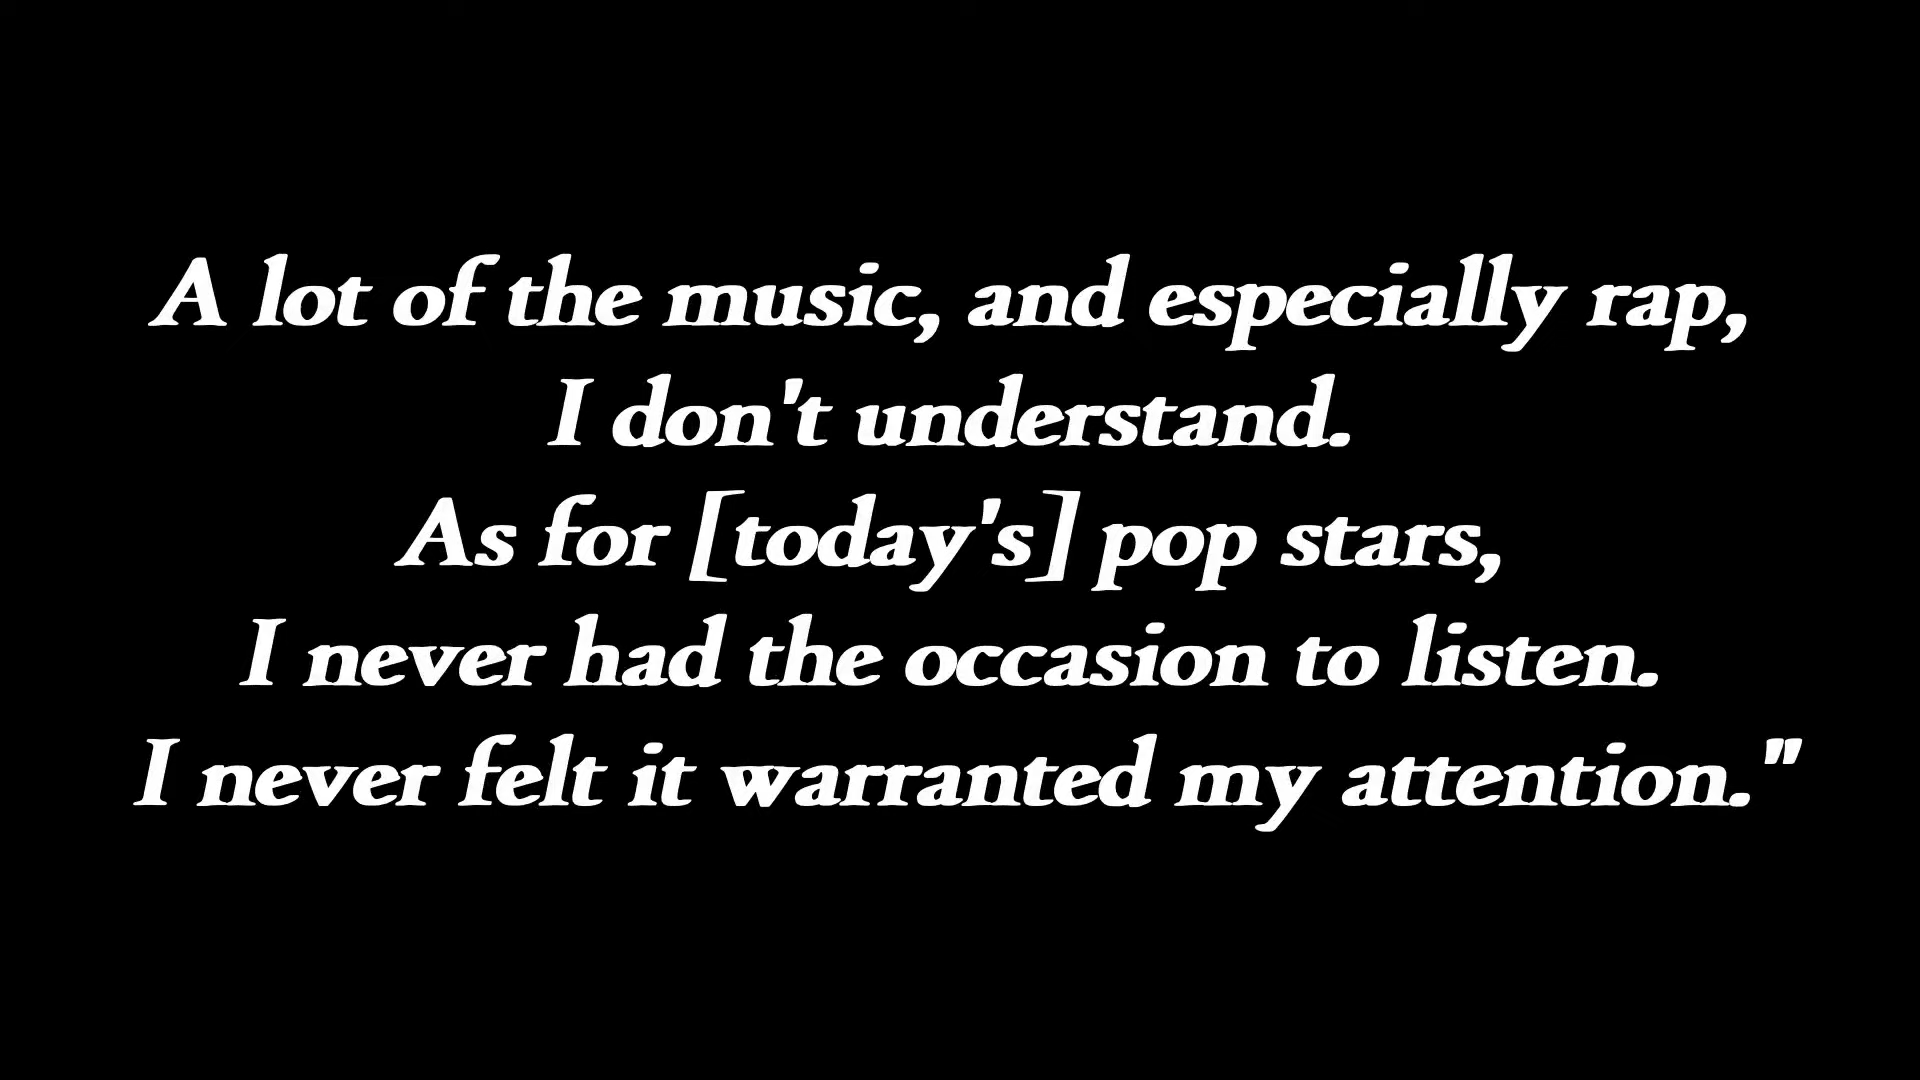 A lot of the music, and especially rap,
I don't understand.
As for [today's] pop stars,
I never had the occasion to listen.
I never felt it warranted my attention."